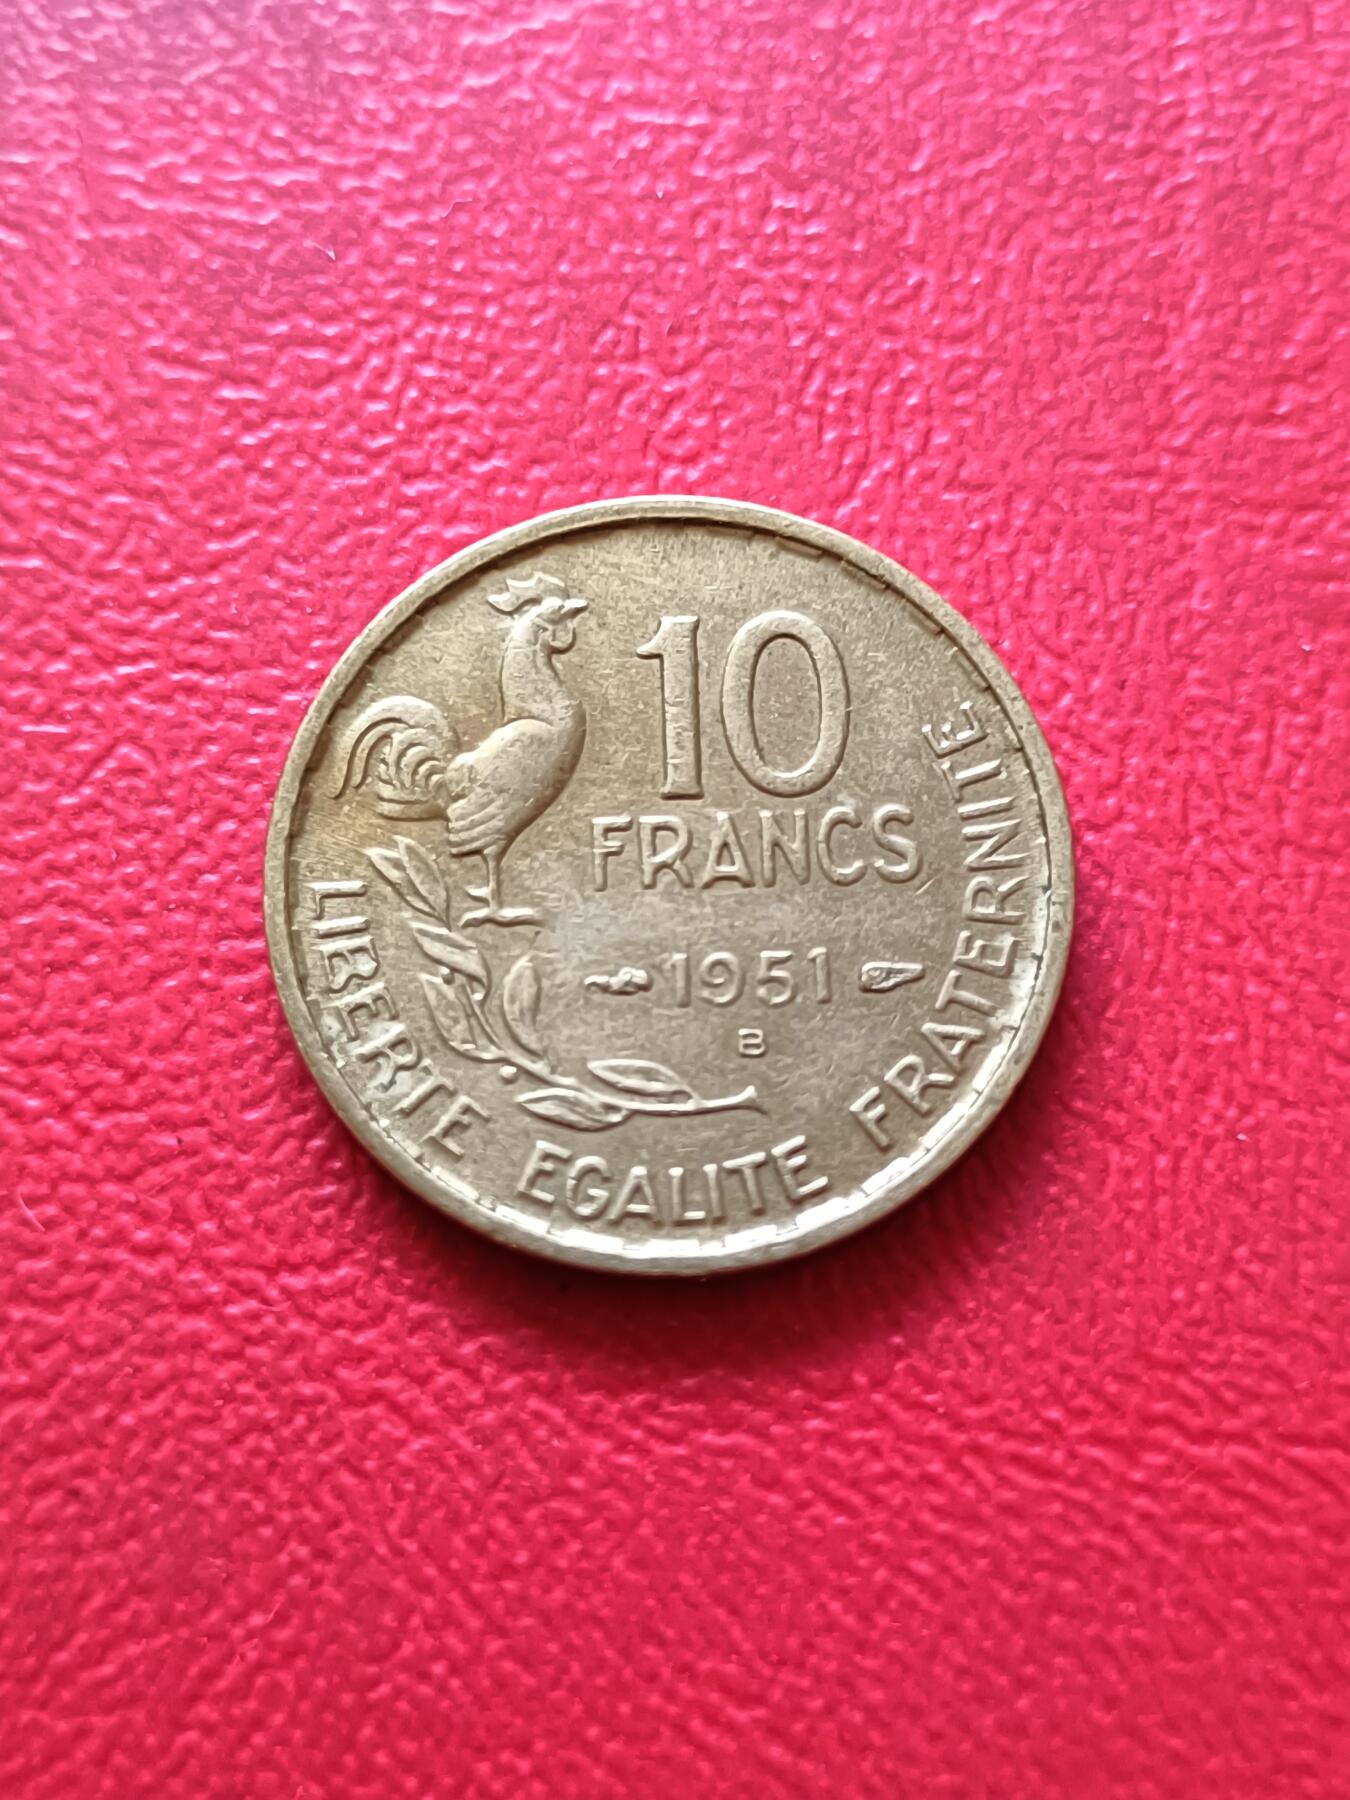 10
FRANCS
1951
B
LIBERTE EGALITE FRATERNITE